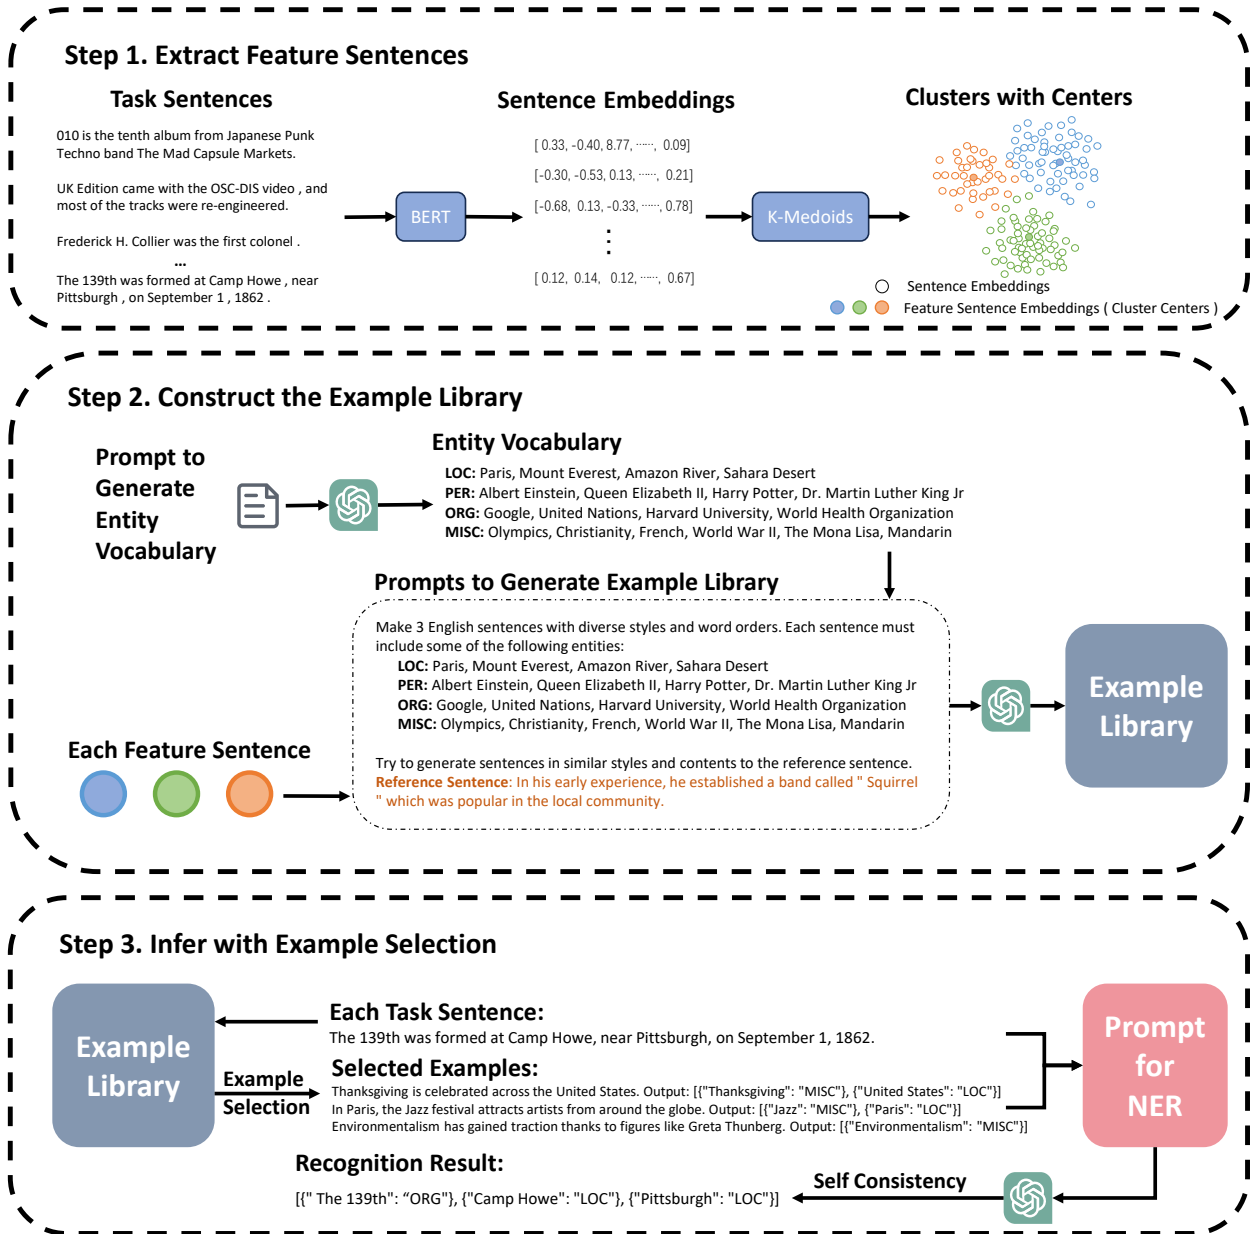 Step 1. Extract Feature Sentences
Task Sentences
010 is the tenth album from Japanese Punk
Techno band The Mad Capsule Markets.
UK Edition came with the OSC-DIS video , and
most of the tracks were re-engineered.
Frederick H. Collier was the first colonel .
...
The 139th was formed at Camp Howe , near
Pittsburgh , on September 1 , 1862 .
BERT
Sentence Embeddings
[ 0.33, -0.40, 8.77, ......, 0.09]
[-0.30, -0.53, 0.13, ......, 0.21]
[-0.68, 0.13, -0.33, ......, 0.78]
[ 0.12, 0.14, 0.12, ......, 0.67]
K-Medoids
Clusters with Centers
Sentence Embeddings
Feature Sentence Embeddings ( Cluster Centers )
Step 2. Construct the Example Library
Prompt to
Generate
Entity
Vocabulary
Entity Vocabulary
LOC: Paris, Mount Everest, Amazon River, Sahara Desert
PER: Albert Einstein, Queen Elizabeth II, Harry Potter, Dr. Martin Luther King Jr
ORG: Google, United Nations, Harvard University, World Health Organization
MISC: Olympics, Christianity, French, World War II, The Mona Lisa, Mandarin
Prompts to Generate Example Library
Make 3 English sentences with diverse styles and word orders. Each sentence must
include some of the following entities:
LOC: Paris, Mount Everest, Amazon River, Sahara Desert
PER: Albert Einstein, Queen Elizabeth II, Harry Potter, Dr. Martin Luther King Jr
ORG: Google, United Nations, Harvard University, World Health Organization
MISC: Olympics, Christianity, French, World War II, The Mona Lisa, Mandarin
Try to generate sentences in similar styles and contents to the reference sentence.
Reference Sentence: In his early experience, he established a band called " Squirrel
" which was popular in the local community.
Each Feature Sentence
Example
Library
Step 3. Infer with Example Selection
Example
Library
Each Task Sentence:
The 139th was formed at Camp Howe, near Pittsburgh, on September 1, 1862.
Example
Selection
Selected Examples:
Thanksgiving is celebrated across the United States. Output: [{"Thanksgiving": "MISC"}, {"United States": "LOC"}]
In Paris, the Jazz festival attracts artists from around the globe. Output: [{"Jazz": "MISC"}, {"Paris": "LOC"}]
Environmentalism has gained traction thanks to figures like Greta Thunberg. Output: [{"Environmentalism": "MISC"}]
Prompt
for
NER
Self Consistency
Recognition Result:
[{" The 139th": “ORG"}, {"Camp Howe": "LOC"}, {"Pittsburgh": "LOC"}]